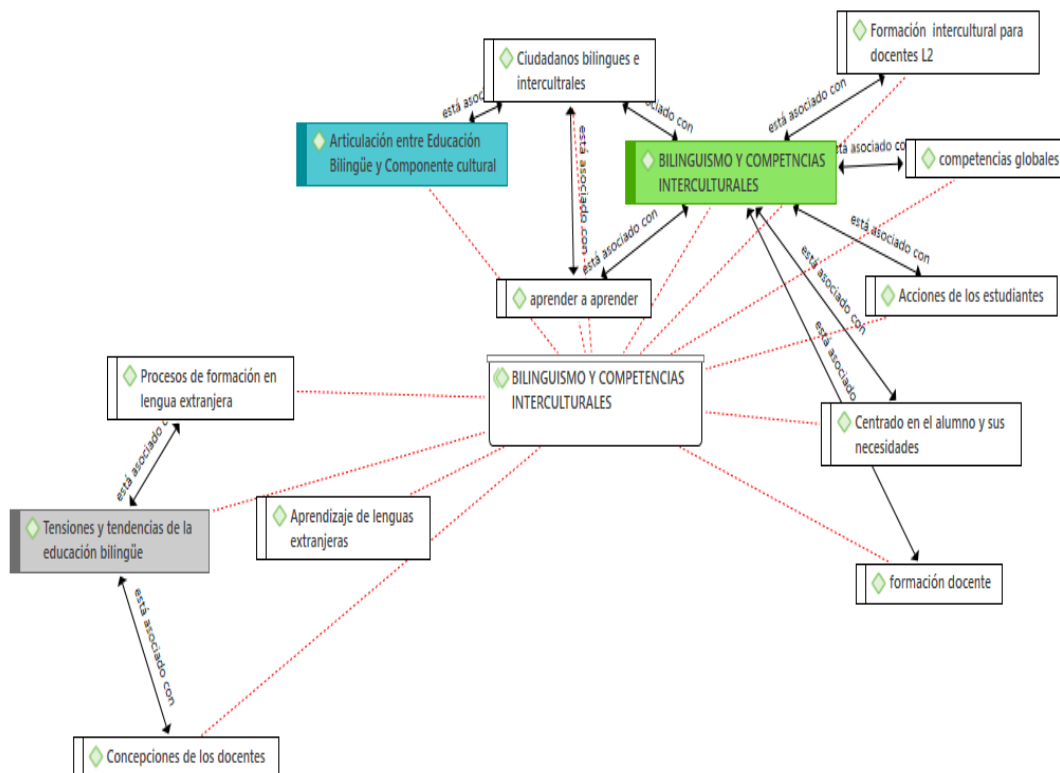 Formación  intercultural para
docentes L2
Ciudadanos bilingues e
intercultrales
está asociado con
está asoc
está asociado con
Articulación entre Educación
Bilingüe y Componente cultural
está asociado con
BILINGUISMO Y COMPETNCIAS
INTERCULTURALES
está asociado co
competencias globales
está asociado con
está asociado con
está asociado con
aprender a aprender
está asociado con
Acciones de los estudiantes
está asociado
Procesos de formación en
lengua extranjera
BILINGUISMO Y COMPETENCIAS
INTERCULTURALES
Centrado en el alumno y sus
necesidades
está asociado c
Tensiones y tendencias de la
educación bilingüe
Aprendizaje de lenguas
extranjeras
formación docente
está asociado con
Concepciones de los docentes